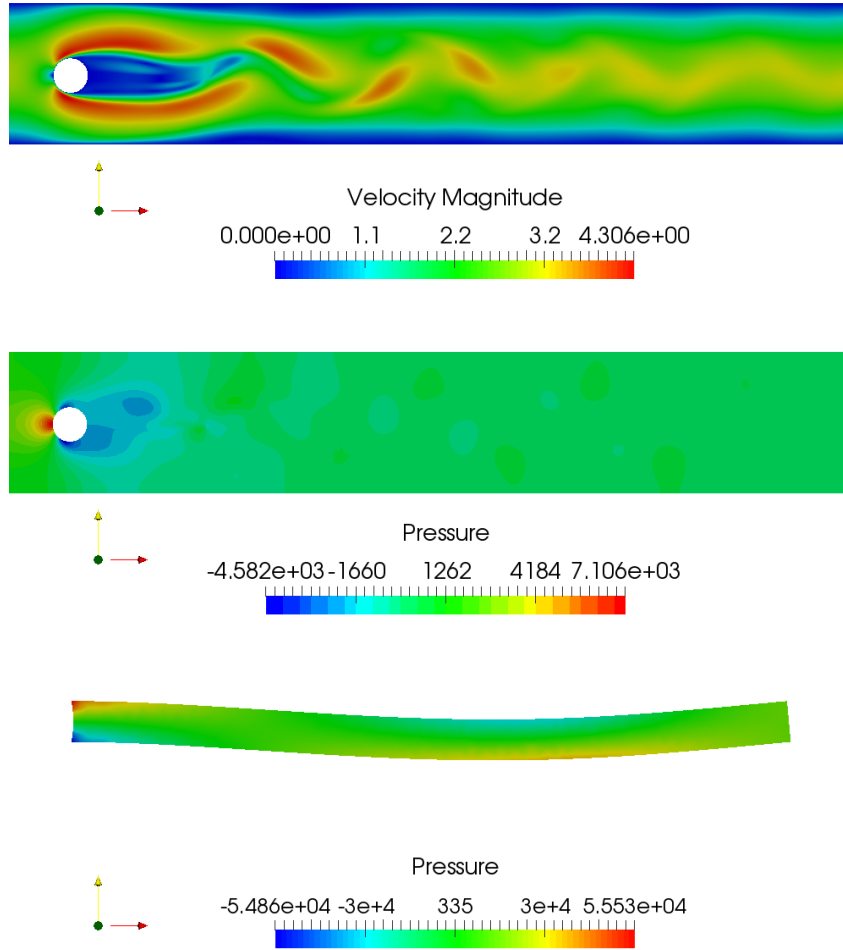 Velocity Magnitude
0.000e+00 1.1 2.2 3.2 4.306e+00
Pressure
-4.582e+03 -1660 1262 4184 7.106e+03
Pressure
-5.486e+04 -3e+4 335 3e+4 5.553e+04